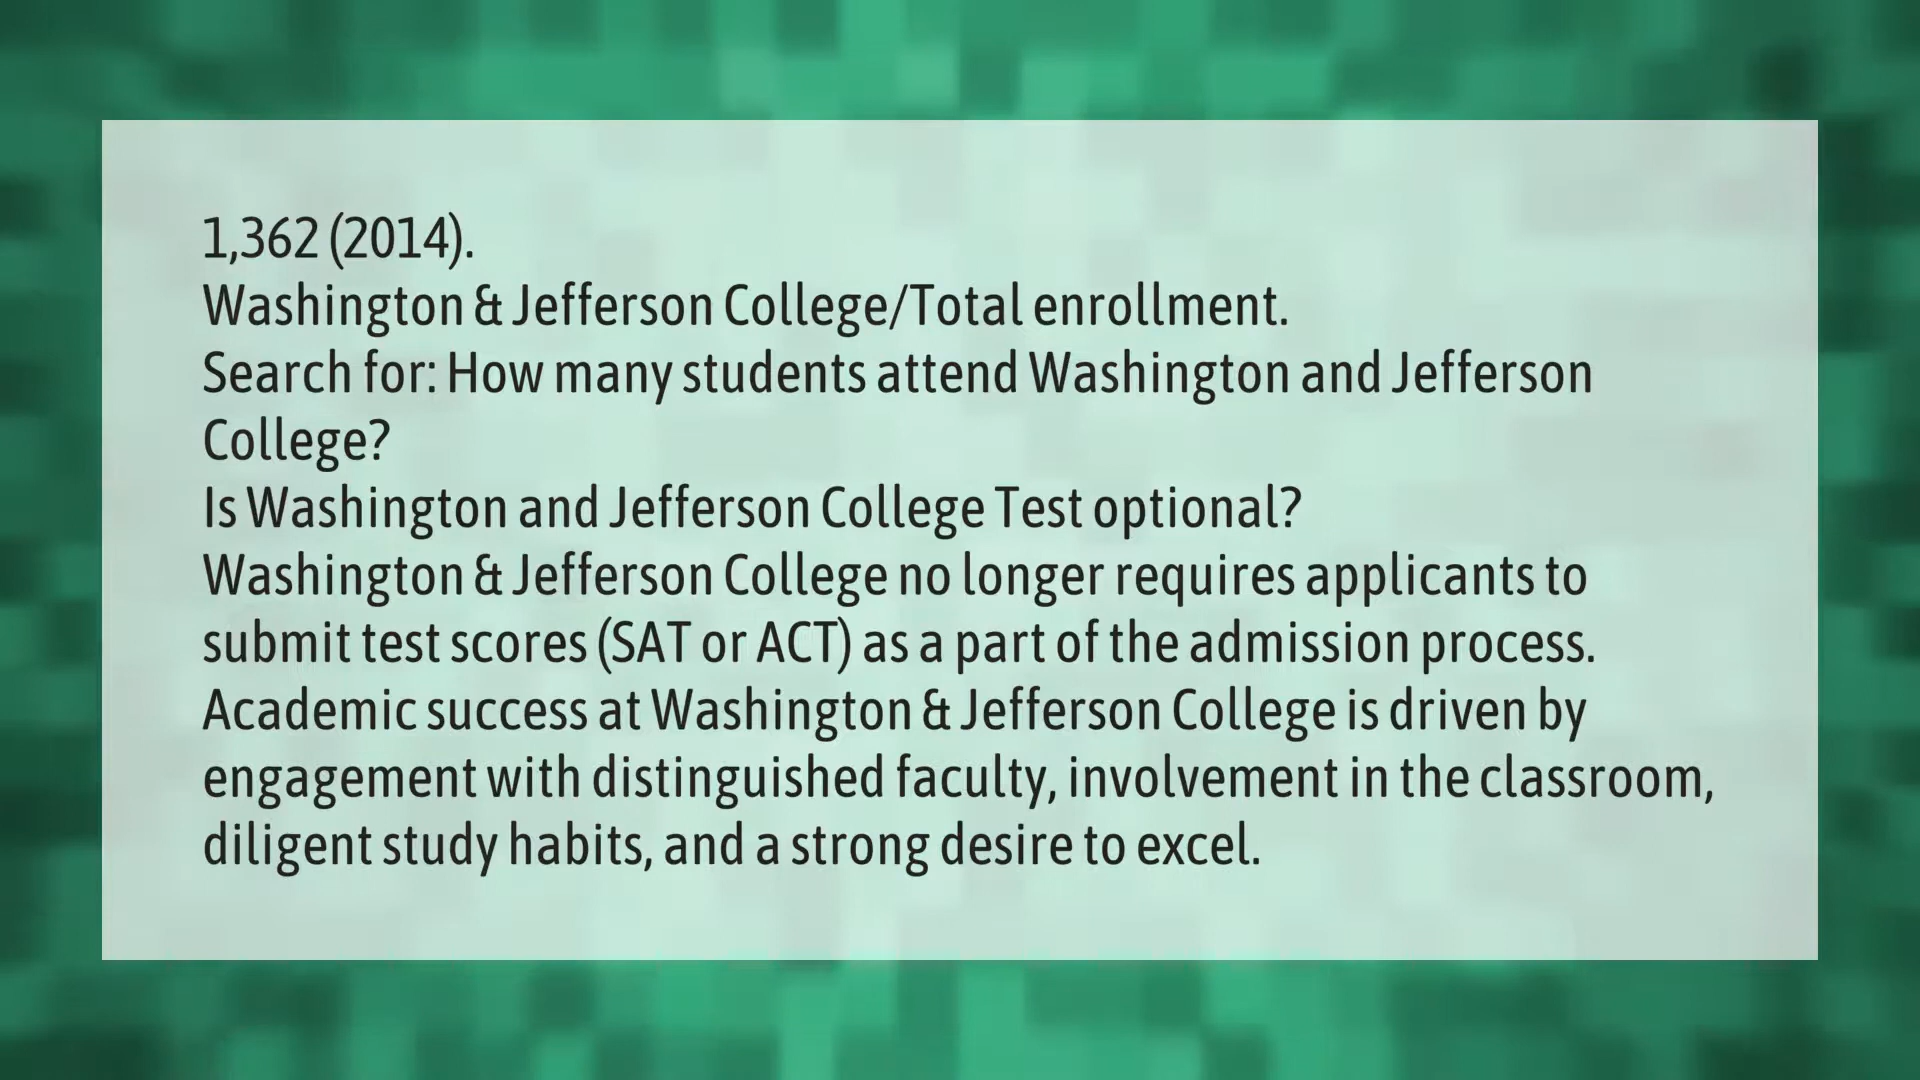 1,362 (2014).
Washington & Jefferson College/Total enrollment.
Search for: How many students attend Washington and Jefferson
College?
Is Washington and Jefferson College Test optional?
Washington & Jefferson College no longer requires applicants to
submit test scores (SAT or ACT) as a part of the admission process.
Academic success at Washington & Jefferson College is driven by
engagement with distinguished faculty, involvement in the classroom,
diligent study habits, and a strong desire to excel.